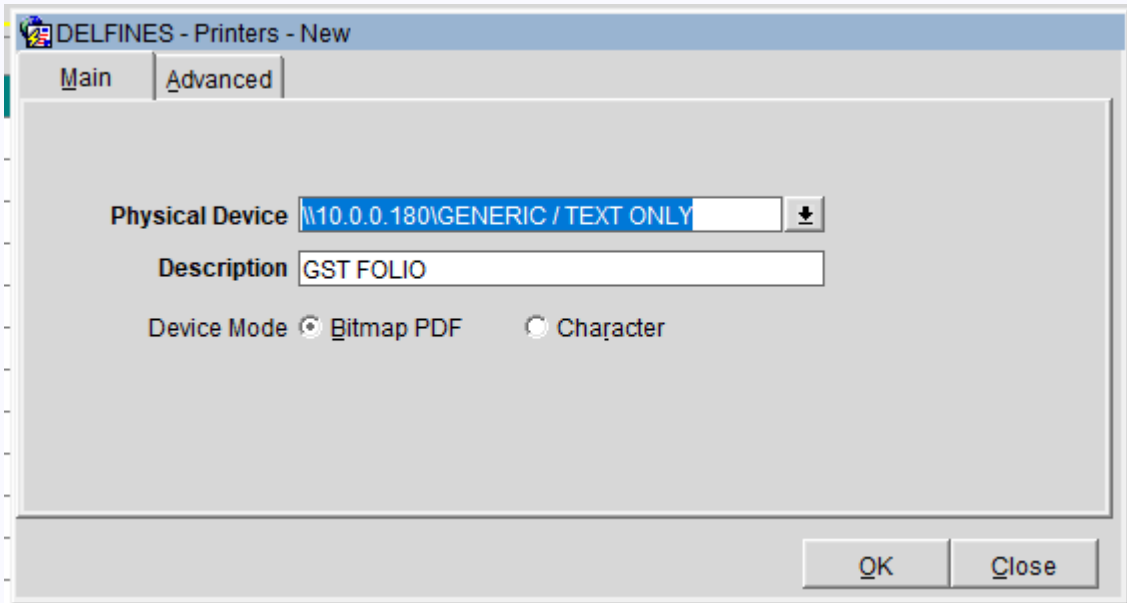 DELFINES - Printers - New
Main Advanced
Physical Device \\10.0.0.180\GENERIC / TEXT ONLY
Description GST FOLIO
Device Mode Bitmap PDF Character
OK Close